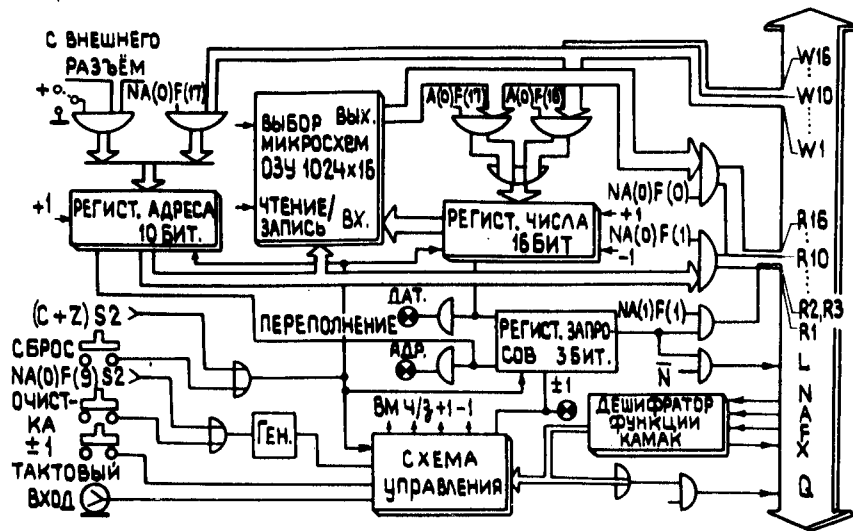 С ВНЕШНЕГО
РАЗЪЁМ
+
NA(0)F(17)
ВЫБОР
МИКРОСХЕМ
ОЗУ 1024×16
ЧТЕНИЕ/
ЗАПИСЬ
ВЫХ.
ВХ.
A(0)F(17)
A(0)F(16)
W16
W10
W1
+1
РЕГИСТ. АДРЕСА
10 БИТ.
РЕГИСТ. ЧИСЛА
16 БИТ
+1
-1
NA(0)F(0)
NA(0)F(1)
R16
R10
R2,R3
R1
(C+Z) S2
СБРОС
NA(0)F(9)S2
ОЧИСТ-
КА
±1
ТАКТОВЫЙ
ВХОД
ДАТ.
ПЕРЕПОЛНЕНИЕ
АДР.
РЕГИСТ. ЗАПРО
СОВ 3 БИТ.
NA(1)F(1)
N̅
L
±1
ВМ Ч/З +1 -1
ГЕН.
СХЕМА
УПРАВЛЕНИЯ
ДЕШИФРАТОР
ФУНКЦИИ
КАМАК
N
A
F
X
Q